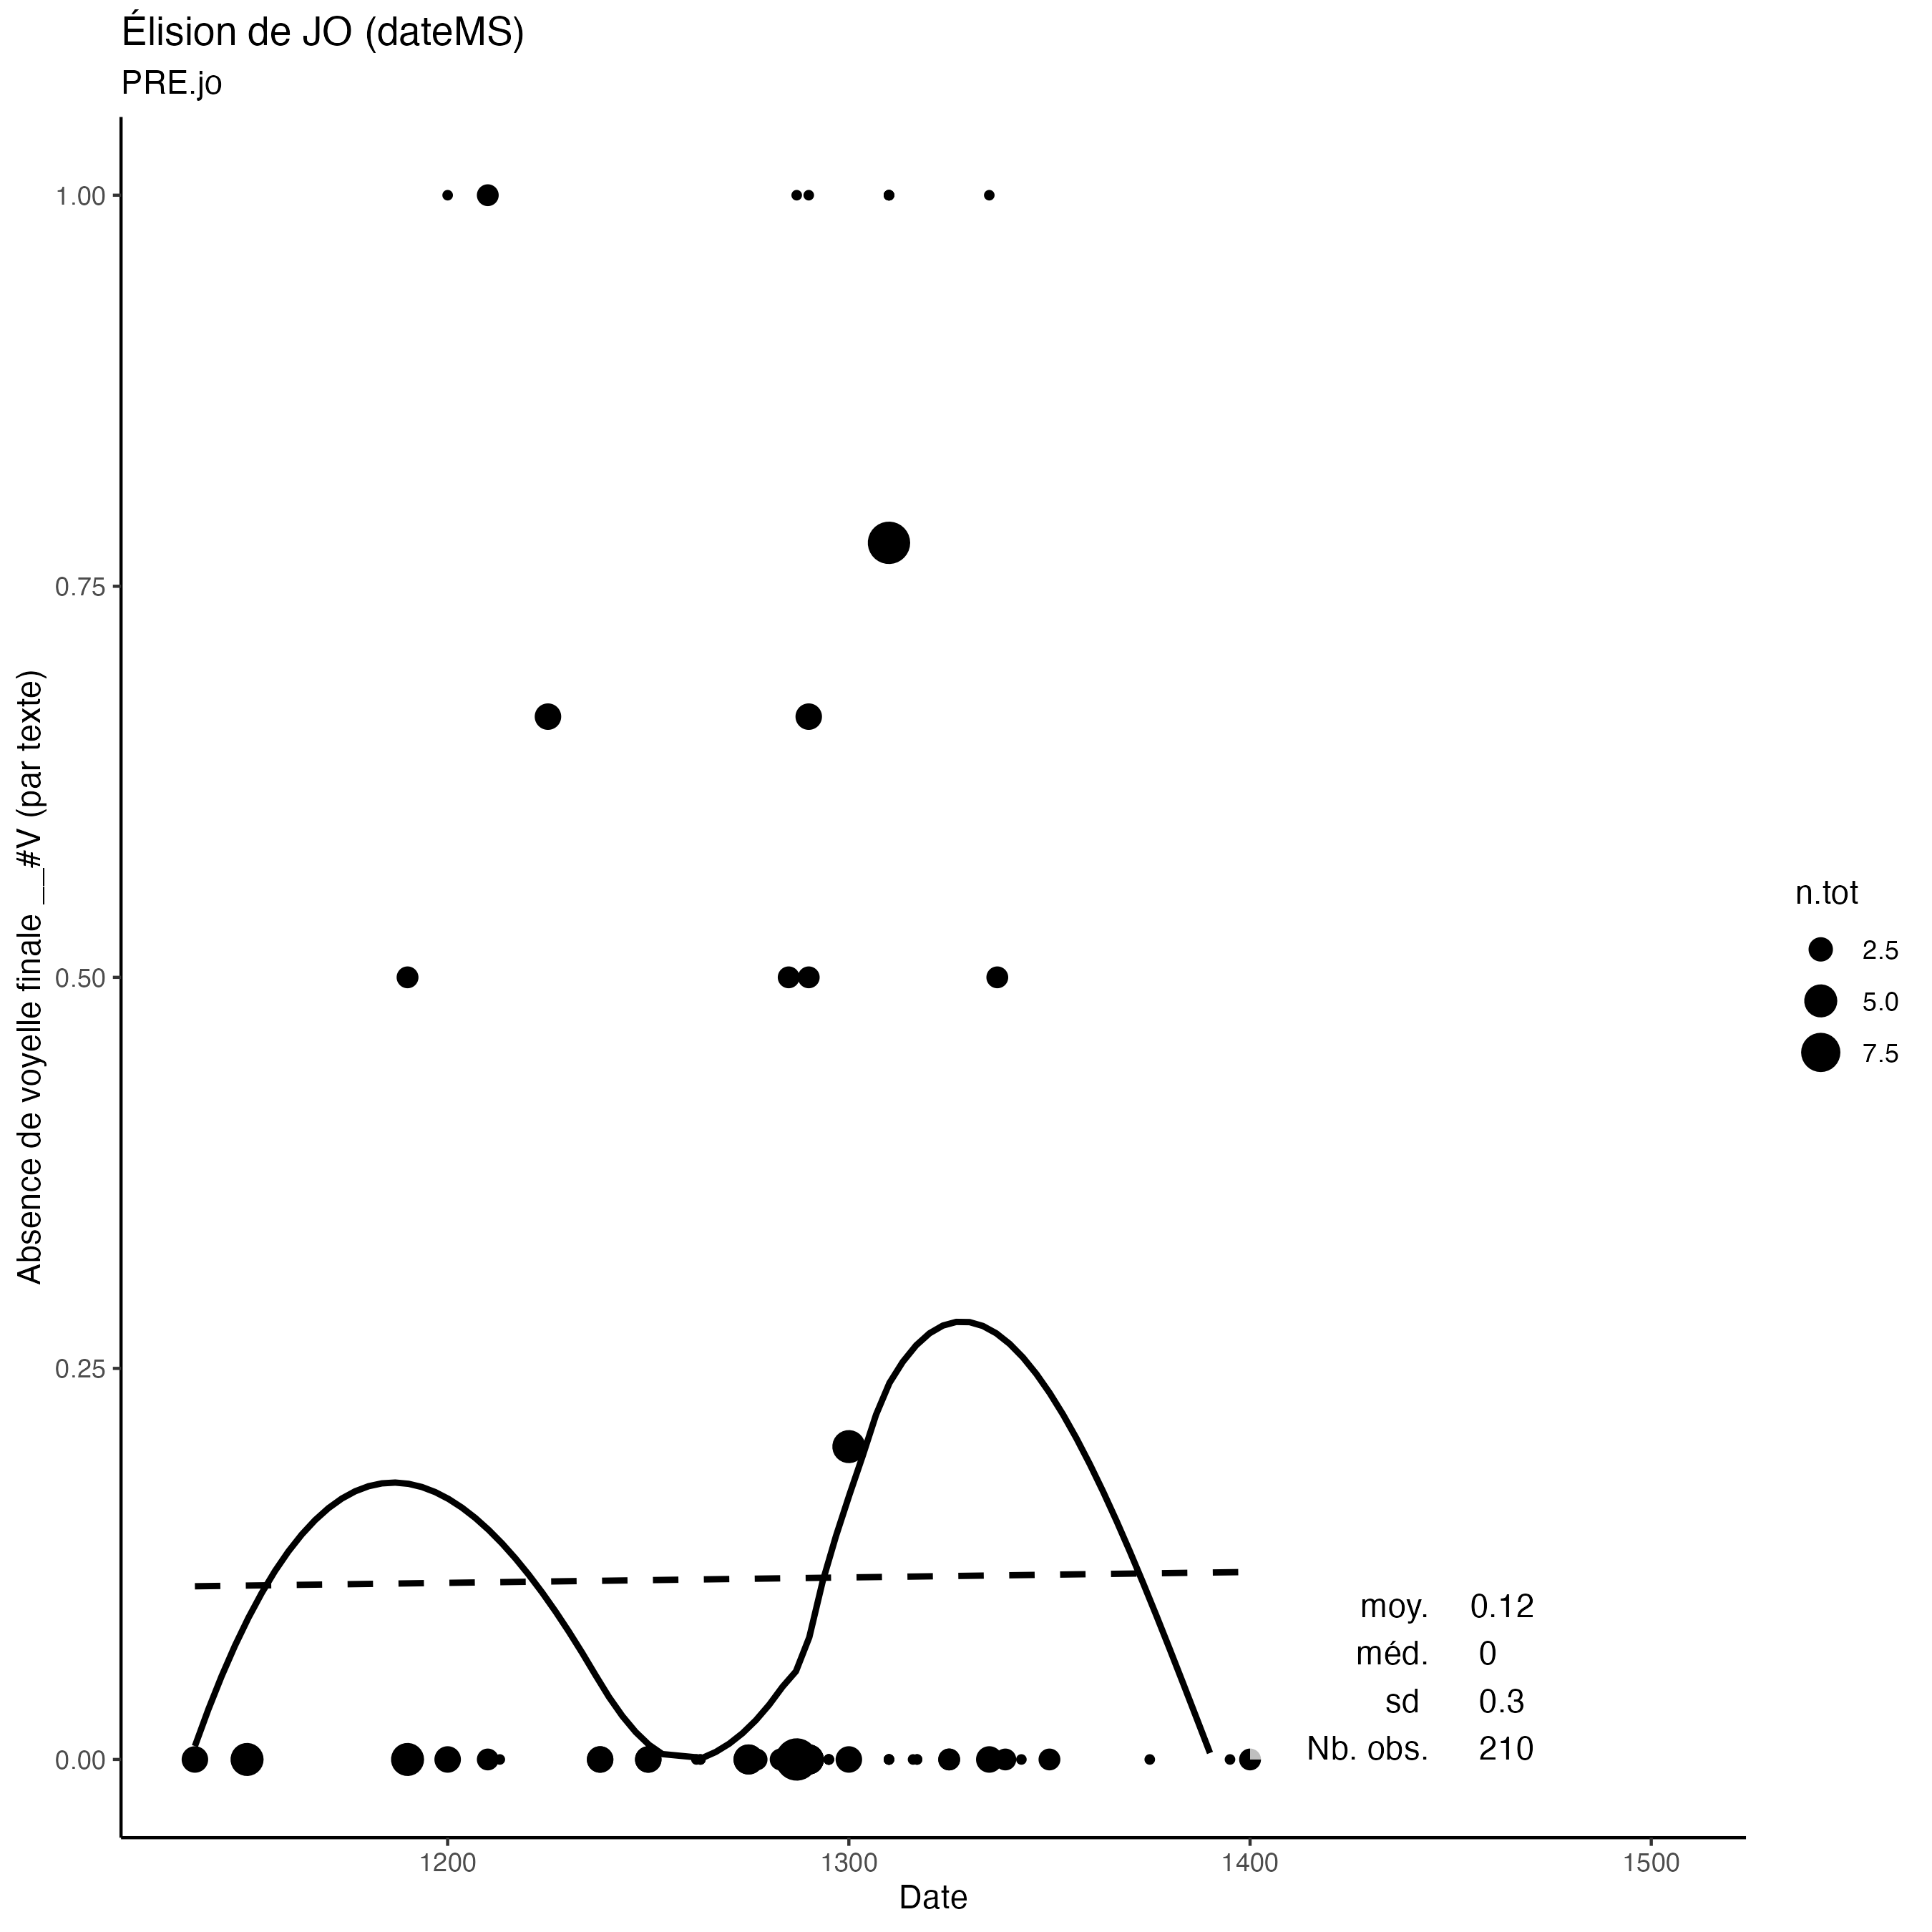 Élision de JO (dateMS)
PRE.jo
Absence de voyelle finale __#V (par texte)
1.00
0.75
0.50
0.25
0.00
n.tot
2.5
5.0
7.5
moy. 0.12
méd. 0
sd 0.3
Nb. obs. 210
1200 1300 1400 1500
Date